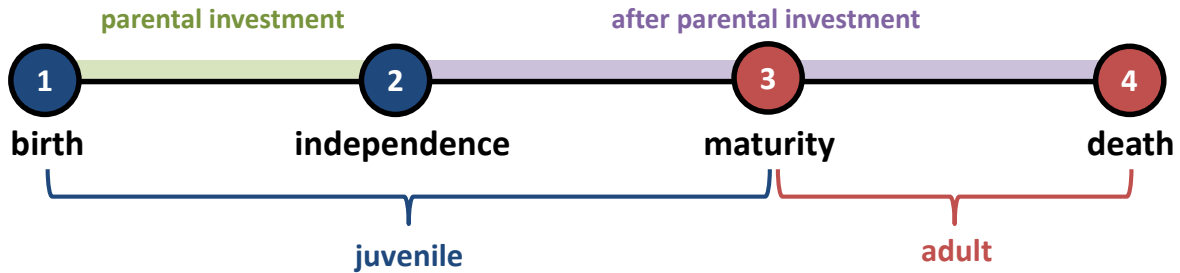 parental investment
after parental investment
1
2
3
4
birth
independence
maturity
death
juvenile
adult